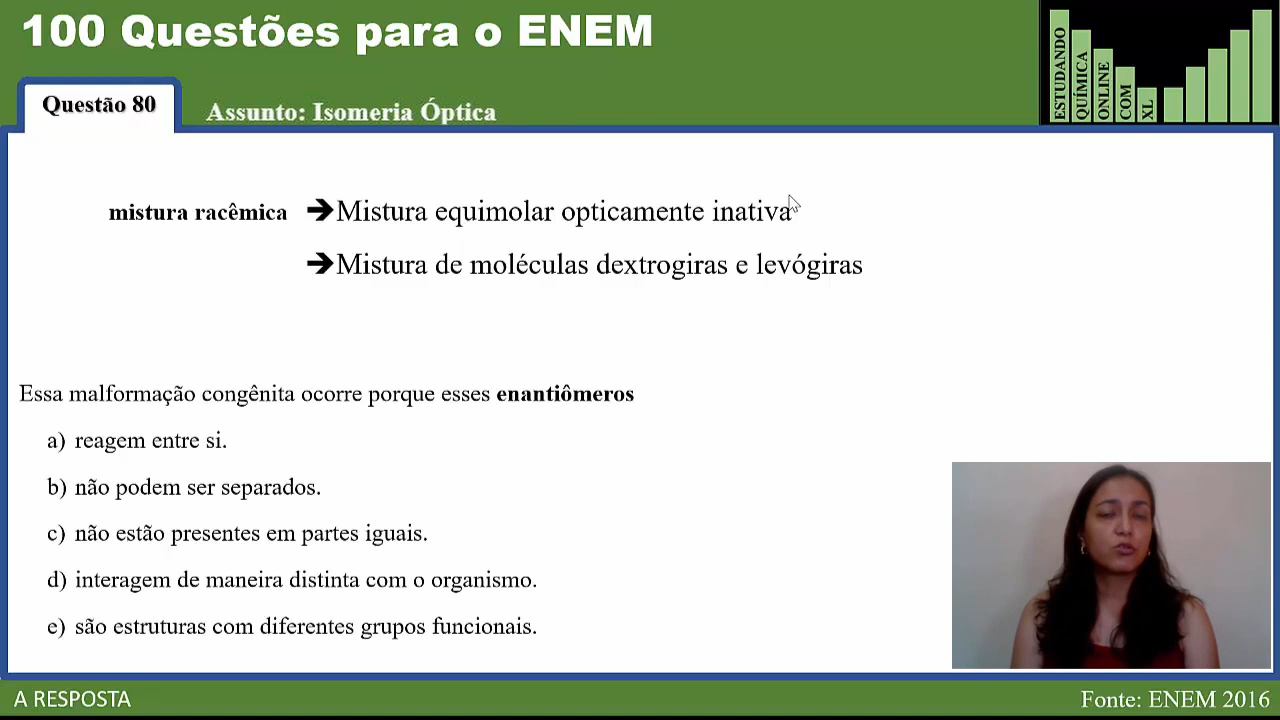 100 Questões para o ENEM
ESTUDANDO
QUÍMICA
ONLINE
COM
XL
Questão 80
Assunto: Isomeria Óptica
mistura racêmica ➔Mistura equimolar opticamente inativa
➔Mistura de moléculas dextrogiras e levógiras
Essa malformação congênita ocorre porque esses enantiômeros
a) reagem entre si.
b) não podem ser separados.
c) não estão presentes em partes iguais.
d) interagem de maneira distinta com o organismo.
e) são estruturas com diferentes grupos funcionais.
A RESPOSTA
Fonte: ENEM 2016